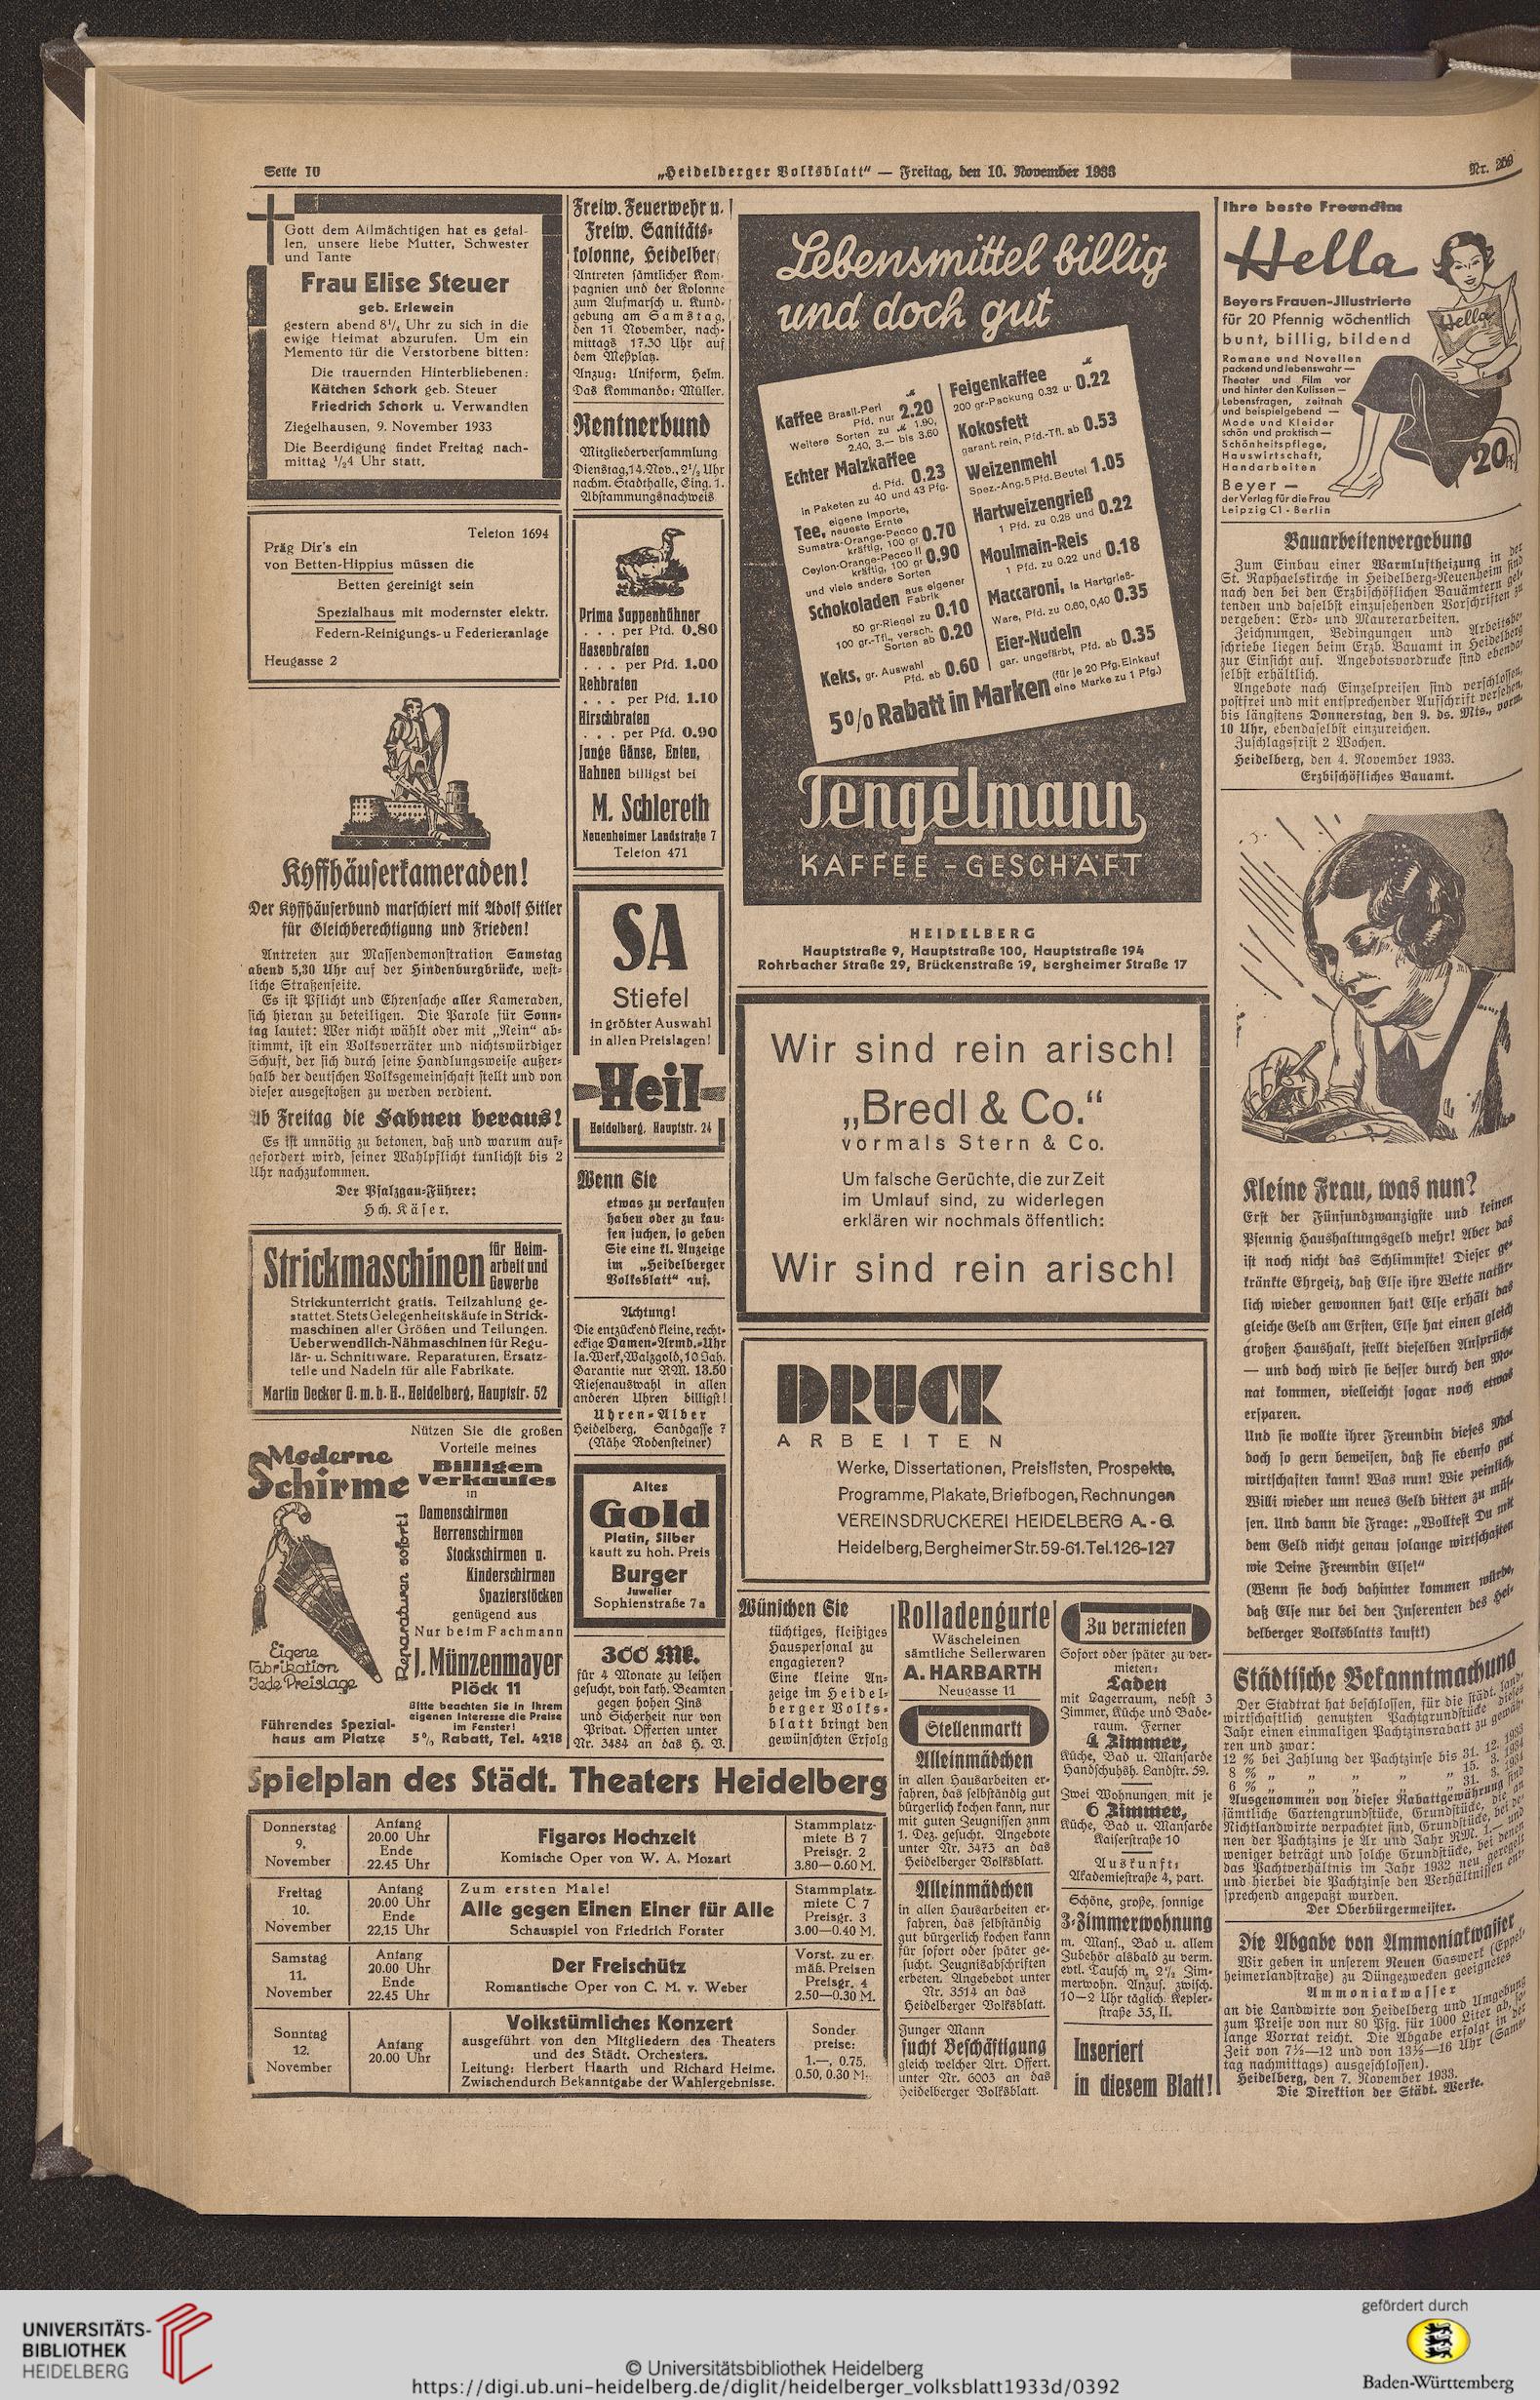 Seite 10
„Heidelberger Volksblatt“ — Freitag, den 10. November 1933
Nr. 259
Gott dem Allmächtigen hat es gefal-
len, unsere liebe Mutter, Schwester
und Tante
Frau Elise Steuer
geb. Erlewein
gestern abend 8¼ Uhr zu sich in die
ewige Heimat abzurufen. Um ein
Memento für die Verstorbene bitten:
Die trauernden Hinterbliebenen:
Kätchen Schork geb. Steuer
Friedrich Schork u. Verwandten
Ziegelhausen, 9. November 1933
Die Beerdigung findet Freitag nach-
mittag ½4 Uhr statt.
Telefon 1694
Präg Dir's ein
von Betten-Hippius müssen die
Betten gereinigt sein
Spezialhaus mit modernster elektr.
Federn-Reinigungs- u Federieranlage
Heugasse 2
Kyffhäuserkameraden!
Der Kyffhäuserbund marschiert mit Adolf Hitler
für Gleichberechtigung und Frieden!
Antreten zur Massendemonstration Samstag
abend 5,30 Uhr auf der Hindenburgbrücke, west-
liche Straßenseite.
Es ist Pflicht und Ehrensache aller Kameraden,
sich hieran zu beteiligen. Die Parole für Sonn-
tag lautet: Wer nicht wählt oder mit „Nein“ ab-
stimmt, ist ein Volksverräter und nichtswürdiger
Schuft, der sich durch seine Handlungsweise außer-
halb der deutschen Volksgemeinschaft stellt und von
dieser ausgestoßen zu werden verdient.
Ab Freitag die Fahnen heraus!
Es ist unnötig zu betonen, daß und warum auf-
gefordert wird, seiner Wahlpflicht tunlichst bis 2
Uhr nachzukommen.
Der Pfalzgau-Führer:
Hch. Käser.
Strickmaschinen für Heim-
arbeit und
Gewerbe
Strickunterricht gratis. Teilzahlung ge-
stattet. Stets Gelegenheitskäufe in Strick-
maschinen aller Größen und Teilungen.
Ueberwendlich-Nähmaschinen für Regu-
lär- u. Schnittware. Reparaturen, Ersatz-
teile und Nadeln für alle Fabrikate.
Martin Decker G. m. b. H., Heidelberg, Hauptstr. 52
Moderne
Schirme
Nützen Sie die großen
Vorteile meines
Billigen
Verkaufes
in
Damenschirmen
Herrenschirmen
Stockschirmen u.
Kinderschirmen
Spazierstöcken
genügend aus
Nur beim Fachmann
Reparaturen sofort!
J. Münzenmayer
Plöck 11
Eigene
Fabrikation
Jede Preislage
Führendes Spezial-
haus am Platze
Bitte beachten Sie in Ihrem
eigenen Interesse die Preise
im Fenster!
5% Rabatt, Tel. 4218
Freiw. Feuerwehr u.
Freiw. Sanitäts-
kolonne, Heidelber
Antreten sämtlicher Kom-
pagnien und der Kolonne
zum Aufmarsch u. Kund-
gebung am Samstag,
den 11 November, nach-
mittags 17.30 Uhr auf
dem Meßplatz.
Anzug: Uniform, Helm.
Das Kommando: Müller.
Rentnerbund
Mitgliederversammlung
Dienstag, 14. Nov., 2½ Uhr
nachm. Stadthalle, Eing. 1.
Abstammungsnachweis
Prima Suppenhühner
. . . per Pfd. 0.80
Hasenbraten
. . . per Pfd. 1.00
Rehbraten
. . . per Pfd. 1.10
Hirschbraten
. . . per Pfd. 0.90
Junge Gänse, Enten,
Hahnen billigst bei
M. Schlereth
Neuenheimer Landstraße 7
Telefon 471
SA
Stiefel
in größter Auswahl
in allen Preislagen!
Heil
Heidelberg, Hauptstr. 24
Wenn Sie
etwas zu verkaufen
haben oder zu kau-
fen suchen, so geben
Sie eine kl. Anzeige
im „Heidelberger
Volksblatt“ auf.
Achtung!
Die entzückend kleine, recht-
eckige Damen-Armb.-Uhr
Ia. Werk, Walzgold, 10 Jah.
Garantie nur RM. 13.50
Riesenauswahl in allen
anderen Uhren billigst!
Uhren-Alber
Heidelberg, Sandgasse 7
(Nähe Rodensteiner)
Altes
Gold
Platin, Silber
kauft zu hoh. Preis
Burger
Juwelier
Sophienstraße 7a
300 Mk.
für 4 Monate zu leihen
gesucht, von kath. Beamten
gegen hohen Zins
und Sicherheit nur von
Privat. Offerten unter
Nr. 3484 an das H. V.
Lebensmittel billig
und doch gut
Kaffee Brasil-Perl
Pfd. nur 2.20
Weitere Sorten zu ℳ 1.90,
2.40, 3.— bis 3.60
Echter Malzkaffee
d. Pfd. 0.23
in Paketen zu 40 und 43 Pfg.
Tee, eigene Importe,
neueste Ernte
Sumatra-Orange-Pecco
kräftig, 100 gr 0.70
Ceylon-Orange-Pecco II
kräftig, 100 gr 0.90
und viele andere Sorten
Schokoladen aus eigener
Fabrik
50 gr-Riegel zu 0.10
100 gr.-Tfl., versch.
Sorten ab 0.20
Keks, gr. Auswahl
Pfd. ab 0.60
Feigenkaffee
200 gr-Packung 0.32 u. 0.22
Kokosfett
garant. rein, Pfd.-Tfl. ab 0.53
Weizenmehl
Spez.-Ang. 5 Pfd. Beutel 1.05
Hartweizengrieß
1 Pfd. zu 0.28 und 0.22
Moulmain-Reis
1 Pfd. zu 0.22 und 0.18
Maccaroni, Ia Hartgrieß-
Ware, Pfd. zu 0.60, 0,40 0.35
Eier-Nudeln
gar. ungefärbt, Pfd. ab 0.35
5% Rabatt in Marken (für je 20 Pfg. Einkauf
eine Marke zu 1 Pfg.)
Tengelmann
KAFFEE-GESCHÄFT
HEIDELBERG
Hauptstraße 9, Hauptstraße 100, Hauptstraße 194
Rohrbacher Straße 29, Brückenstraße 19, Bergheimer Straße 17
Wir sind rein arisch!
„Bredl & Co.“
vormals Stern & Co.
Um falsche Gerüchte, die zur Zeit
im Umlauf sind, zu widerlegen
erklären wir nochmals öffentlich:
Wir sind rein arisch!
DRUCK
ARBEITEN
Werke, Dissertationen, Preislisten, Prospekte,
Programme, Plakate, Briefbogen, Rechnungen
VEREINSDRUCKEREI HEIDELBERG A.-G.
Heidelberg, Bergheimer Str. 59-61. Tel. 126-127
Wünschen Sie
tüchtiges, fleißiges
Hauspersonal zu
engagieren?
Eine kleine An-
zeige im Heidel-
berger Volks-
blatt bringt den
gewünschten Erfolg
Rolladengurte
Wäscheleinen
sämtliche Seilerwaren
A. HARBARTH
Neugasse 11
Stellenmarkt
Alleinmädchen
in allen Hausarbeiten er-
fahren, das selbständig gut
bürgerlich kochen kann, nur
mit guten Zeugnissen zum
1. Dez. gesucht. Angebote
unter Nr. 3473 an das
Heidelberger Volksblatt.
Alleinmädchen
in allen Hausarbeiten er-
fahren, das selbständig
gut bürgerlich kochen kann
für sofort oder später ge-
sucht. Zeugnisabschriften
erbeten. Angebebot unter
Nr. 3514 an das
Heidelberger Volksblatt.
Junger Mann
sucht Beschäftigung
gleich welcher Art. Offert.
unter Nr. 6003 an das
Heidelberger Volksblatt.
Zu vermieten
Sofort oder später zu ver-
mieten:
Laden
mit Lagerraum, nebst 3
Zimmer, Küche und Bade-
raum. Ferner
4 Zimmer,
Küche, Bad u. Mansarde
Handschuhsh. Landstr. 59.
Zwei Wohnungen mit je
6 Zimmer,
Küche, Bad u. Mansarde
Kaiserstraße 10
Auskunft:
Akademiestraße 4, part.
Schöne, große, sonnige
3-Zimmerwohnung
m. Mans., Bad u. allem
Zubehör alsbald zu verm.
evtl. Tausch m. 2½ Zim-
merwohn. Anzus. zwisch.
10—2 Uhr täglich. Kepler-
straße 35, II.
Inseriert
in diesem Blatt!
Spielplan des Städt. Theaters Heidelberg
Donnerstag
9.
November
Anfang
20.00 Uhr
Ende
22.45 Uhr
Figaros Hochzeit
Komische Oper von W. A. Mozart
Stammplatz-
miete B 7
Preisgr. 2
3.80—0.60 M.
Freitag
10.
November
Anfang
20.00 Uhr
Ende
22,15 Uhr
Zum ersten Male!
Alle gegen Einen Einer für Alle
Schauspiel von Friedrich Forster
Stammplatz-
miete C 7
Preisgr. 3
3.00—0.40 M.
Samstag
11.
November
Anfang
20.00 Uhr
Ende
22.45 Uhr
Der Freischütz
Romantische Oper von C. M. v. Weber
Vorst. zu er.
mäß. Preisen
Preisgr. 4
2.50—0.30 M.
Sonntag
12.
November
Anfang
20.00 Uhr
Volkstümliches Konzert
ausgeführt von den Mitgliedern des Theaters
und des Städt. Orchesters.
Leitung: Herbert Haarth und Richard Heime.
Zwischendurch Bekanntgabe der Wahlergebnisse.
Sonder
preise:
1.—, 0.75,
0.50, 0.30 M.
Ihre beste Freundin
Hella
Beyers Frauen-Jllustrierte
für 20 Pfennig wöchentlich
bunt, billig, bildend
Romane und Novellen
packend und lebenswahr —
Theater und Film vor
und hinter den Kulissen —
Lebensfragen, zeitnah
und beispielgebend —
Mode und Kleider
schön und praktisch —
Schönheitspflege,
Hauswirtschaft,
Handarbeiten
Beyer —
der Verlag für die Frau
Leipzig C1 - Berlin
Hella
20 Pf.
Bauarbeitenvergebung
Zum Einbau einer Warmluftheizung in der
St. Raphaelskirche in Heidelberg-Neuenheim sind
nach den bei den Erzbischöflichen Bauämtern gel-
tenden und daselbst einzusehenden Vorschriften zu
vergeben: Erd- und Maurerarbeiten.
Zeichnungen, Bedingungen und Arbeitsbe-
schriebe liegen beim Erzb. Bauamt in Heidelberg
zur Einsicht auf. Angebotsvordrucke sind ebenda-
selbst erhältlich.
Angebote nach Einzelpreisen sind verschlossen,
postfrei und mit entsprechender Aufschrift versehen,
bis längstens Donnerstag, den 9. ds. Mts., vorm.
10 Uhr, ebendaselbst einzureichen.
Zuschlagsfrist 2 Wochen.
Heidelberg, den 4. November 1933.
Erzbischöfliches Bauamt.
Kleine Frau, was nun?
Erst der Fünfundzwanzigste und keinen
Pfennig Haushaltungsgeld mehr! Aber das
ist noch nicht das Schlimmste! Dieser ge-
kränkte Ehrgeiz, daß Else ihre Wette natür-
lich wieder gewonnen hat! Else erhält das
gleiche Geld am Ersten, Else hat einen gleich
großen Haushalt, stellt dieselben Ansprüche
— und doch wird sie besser durch den Mo-
nat kommen, vielleicht sogar noch etwas
ersparen.
Und sie wollte ihrer Freundin dieses Mal
doch so gern beweisen, daß sie ebenso gut
wirtschaften kann! Was nun! Wie peinlich,
Willi wieder um neues Geld bitten zu müs-
sen. Und dann die Frage: „Wolltest Du mit
dem Geld nicht genau solange wirtschaften
wie Deine Freundin Else!“
(Wenn sie doch dahinter kommen würde,
daß Else nur bei den Inserenten des Hei-
delberger Volksblatts kauft!)
Städtische Bekanntmachung
Der Stadtrat hat beschlossen, für die städt. land-
wirtschaftlich genutzten Pachtgrundstücke dieses
Jahr einen einmaligen Pachtzinsrabatt zu gewäh-
ren und zwar:
12 % bei Zahlung der Pachtzinse bis 31. 12. 1933
8 % „ „ „ „ „ 15. 3. 1934
6 % „ „ „ „ „ 31. 3. 1934
Ausgenommen von dieser Rabattgewährung sind
sämtliche Gartengrundstücke, Grundstücke, die an
Nichtlandwirte verpachtet sind, Grundstücke, bei de-
nen der Pachtzins je Ar und Jahr RM. 1.— und
weniger beträgt und solche Grundstücke, bei denen
das Pachtverhältnis im Jahr 1932 neu geregelt
und hierbei die Pachtzinse den Verhältnissen ent-
sprechend angepaßt wurden.
Der Oberbürgermeister.
Die Abgabe von Ammoniakwasser
Wir geben in unserem Neuen Gaswerk (Eppel-
heimerlandstraße) zu Düngezwecken geeignetes
Ammoniakwasser
an die Landwirte von Heidelberg und Umgebung
zum Preise von nur 80 Pfg. für 1000 Liter ab, so
lange Vorrat reicht. Die Abgabe erfolgt in der
Zeit von 7½—12 und von 13½—16 Uhr (Sams-
tag nachmittags) ausgeschlossen).
Heidelberg, den 7. November 1933.
Die Direktion der Städt. Werke.
UNIVERSITÄTS-
BIBLIOTHEK
HEIDELBERG
© Universitätsbibliothek Heidelberg
https://digi.ub.uni-heidelberg.de/diglit/heidelberger_volksblatt1933d/0392
gefördert durch
Baden-Württemberg